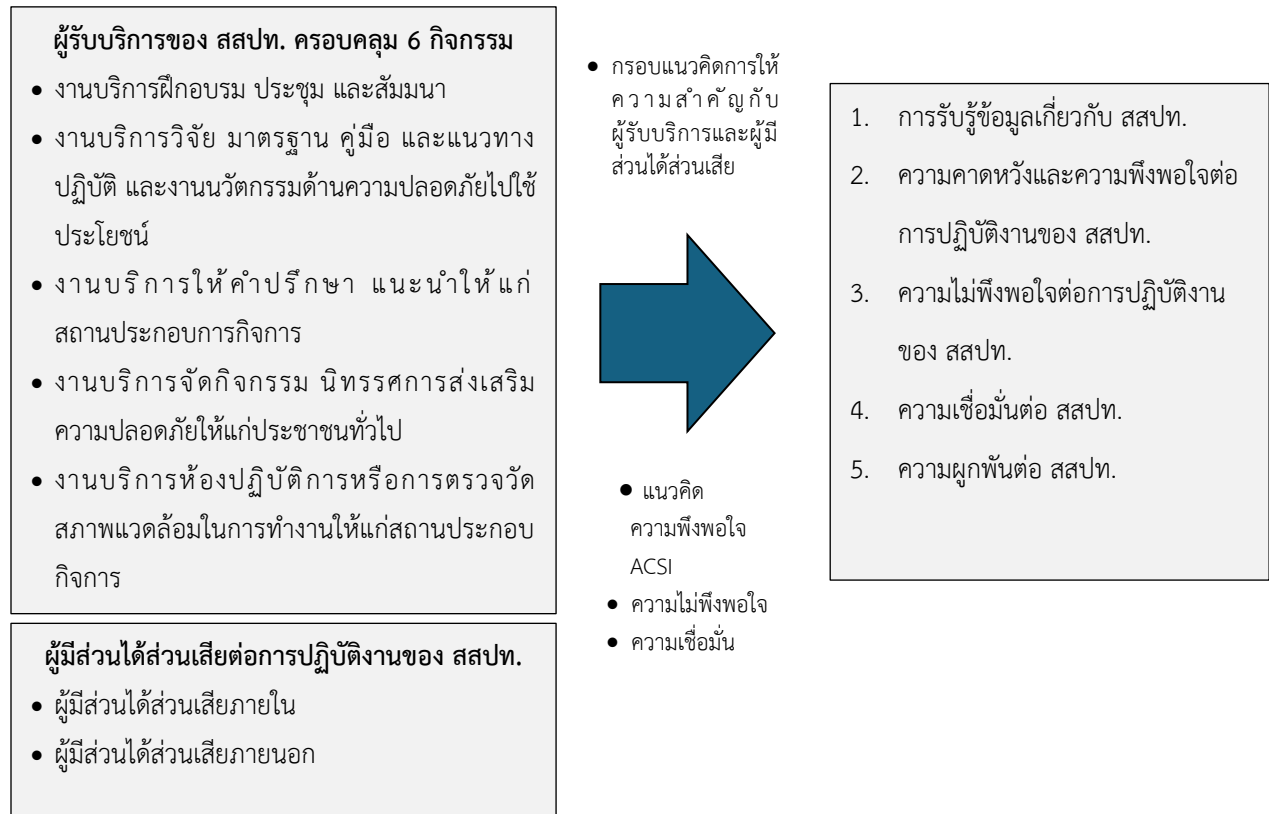 ผู้รับบริการของ สสปท. ครอบคลุม 6 กิจกรรม
• งานบริการฝึกอบรม ประชุม และสัมมนา
• งานบริการวิจัย มาตรฐาน คู่มือ และแนวทาง
ปฏิบัติ และงานนวัตกรรมด้านความปลอดภัยไปใช้
ประโยชน์
• งานบริการให้คำปรึกษา แนะนำให้แก่
สถานประกอบการกิจการ
• งานบริการจัดกิจกรรม นิทรรศการส่งเสริม
ความปลอดภัยให้แก่ประชาชนทั่วไป
• งานบริการห้องปฏิบัติการหรือการตรวจวัด
สภาพแวดล้อมในการทำงานให้แก่สถานประกอบ
กิจการ
ผู้มีส่วนได้ส่วนเสียต่อการปฏิบัติงานของ สสปท.
• ผู้มีส่วนได้ส่วนเสียภายใน
• ผู้มีส่วนได้ส่วนเสียภายนอก
• กรอบแนวคิดการให้
ความสำคัญกับ
ผู้รับบริการและผู้มี
ส่วนได้ส่วนเสีย
• แนวคิด
ความพึงพอใจ
ACSI
• ความไม่พึงพอใจ
• ความเชื่อมั่น
1. การรับรู้ข้อมูลเกี่ยวกับ สสปท.
2. ความคาดหวังและความพึงพอใจต่อ
การปฏิบัติงานของ สสปท.
3. ความไม่พึงพอใจต่อการปฏิบัติงาน
ของ สสปท.
4. ความเชื่อมั่นต่อ สสปท.
5. ความผูกพันต่อ สสปท.